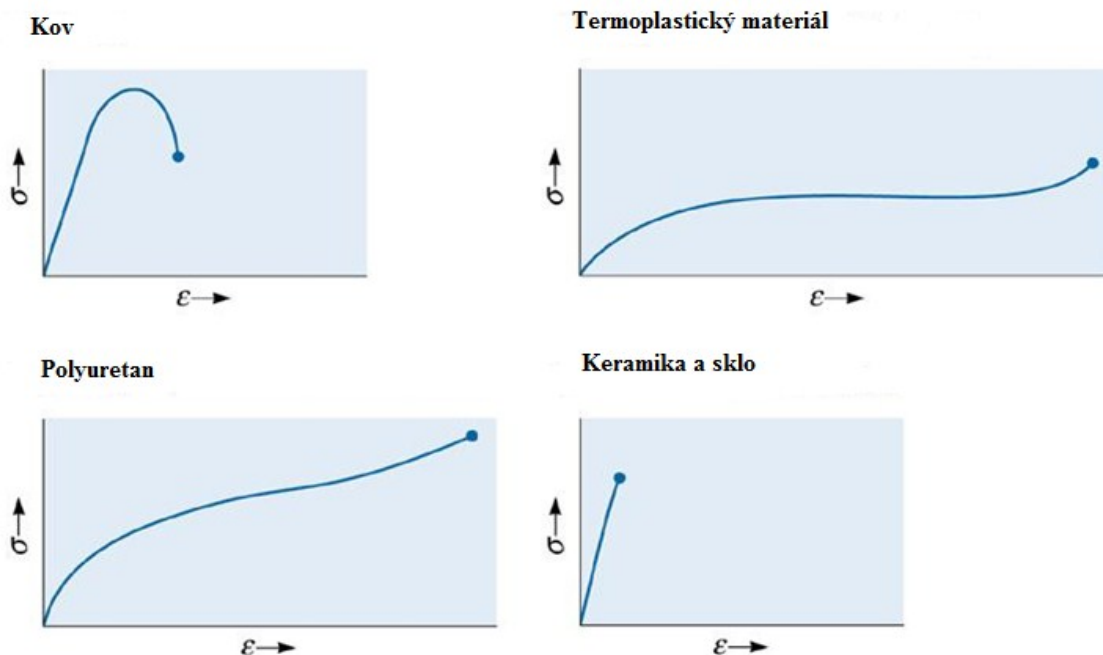 Kov
σ→
ε→
Termoplastický materiál
σ→
ε→
Polyuretan
σ→
ε→
Keramika a sklo
σ→
ε→